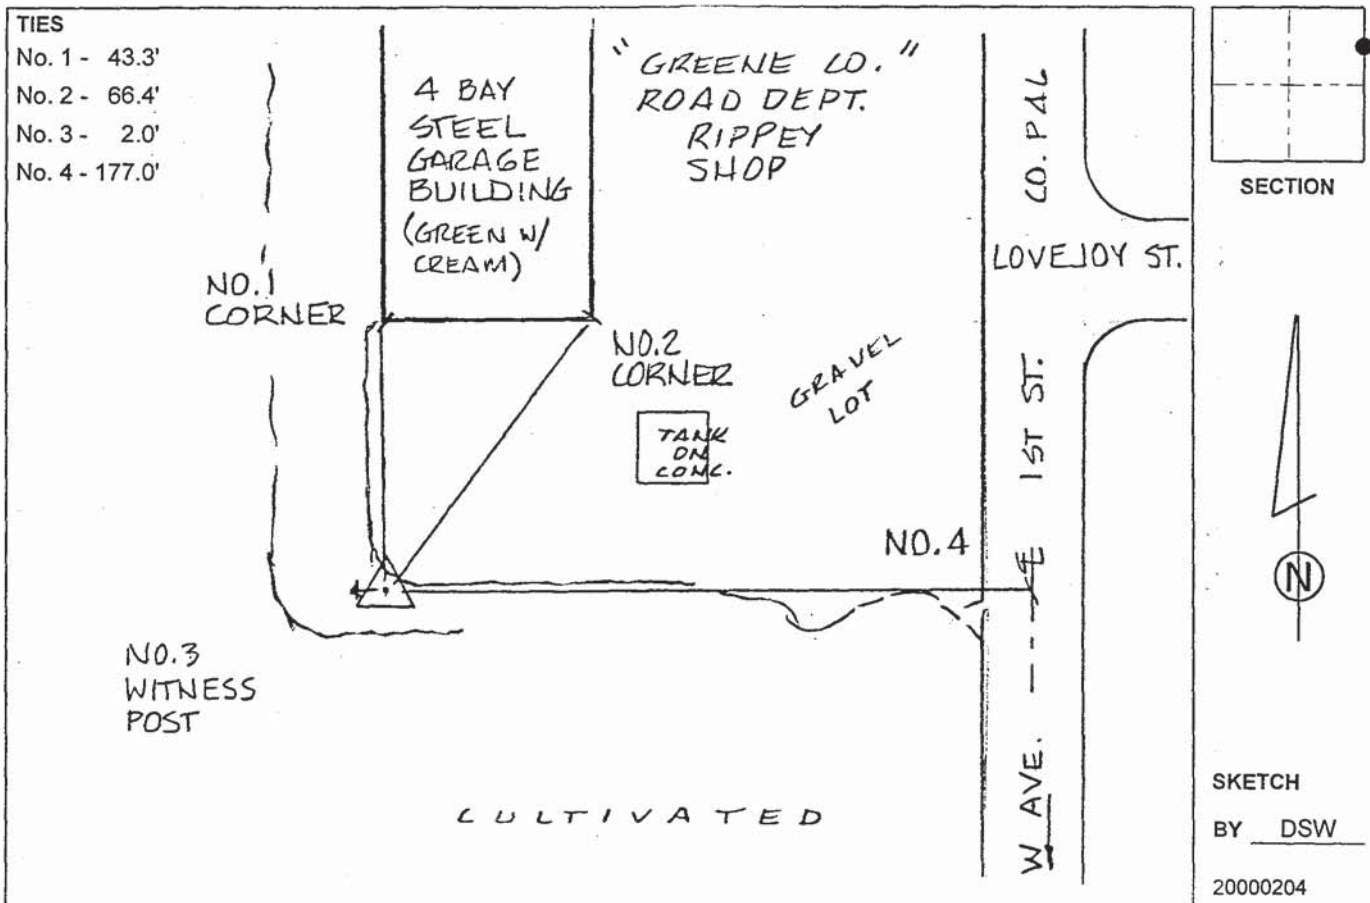 TIES
No. 1 - 43.3'
No. 2 - 66.4'
No. 3 - 2.0'
No. 4 - 177.0'
4 BAY
STEEL
GARAGE
BUILDING
(GREEN W/
CREAM)
"GREENE CO."
ROAD DEPT.
RIPPEY
SHOP
CO. P46
SECTION
LOVEJOY ST.
NO.1
CORNER
NO.2
CORNER
GRAVEL
LOT
1ST ST.
TANK
ON
CONC.
NO.4
N
NO.3
WITNESS
POST
W AVE.
CULTIVATED
SKETCH
BY DSW
20000204